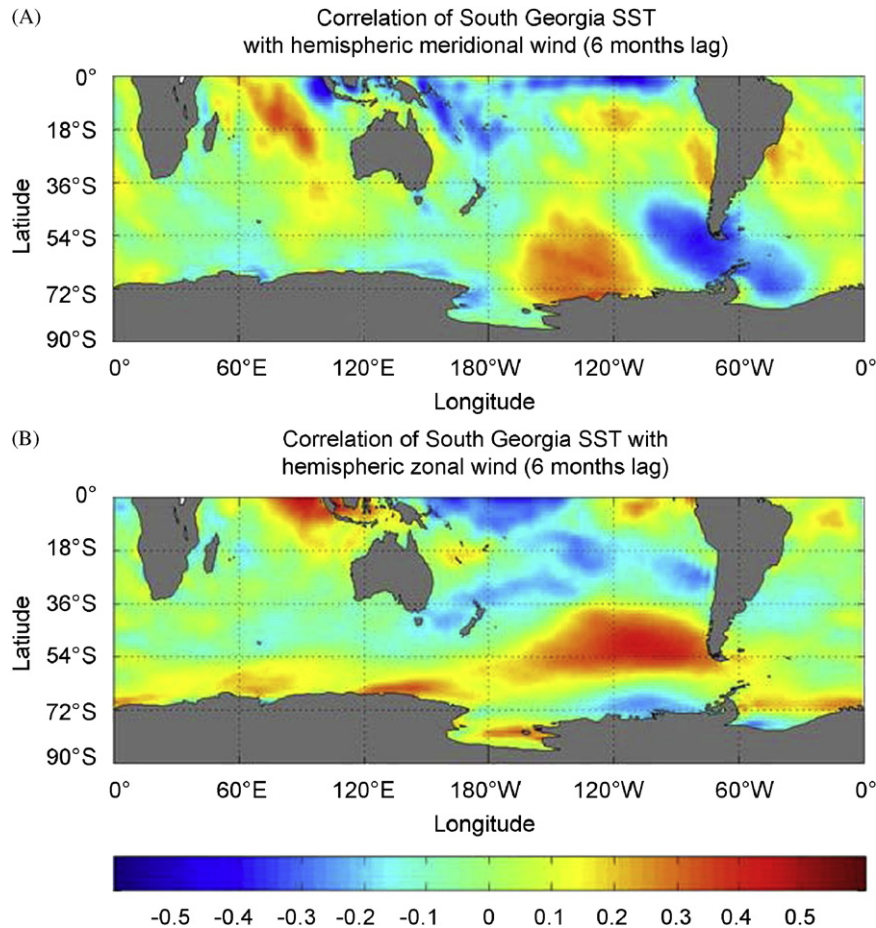 (A)
Correlation of South Georgia SST
with hemispheric meridional wind (6 months lag)
0°
18°S
36°S
54°S
72°S
90°S
Latiude
0°
60°E
120°E
180°W
120°W
60°W
0°
Longitude
(B)
Correlation of South Georgia SST with
hemispheric zonal wind (6 months lag)
0°
18°S
36°S
54°S
72°S
90°S
Latiude
0°
60°E
120°E
180°W
120°W
60°W
0°
Longitude
-0.5 -0.4 -0.3 -0.2 -0.1 0 0.1 0.2 0.3 0.4 0.5